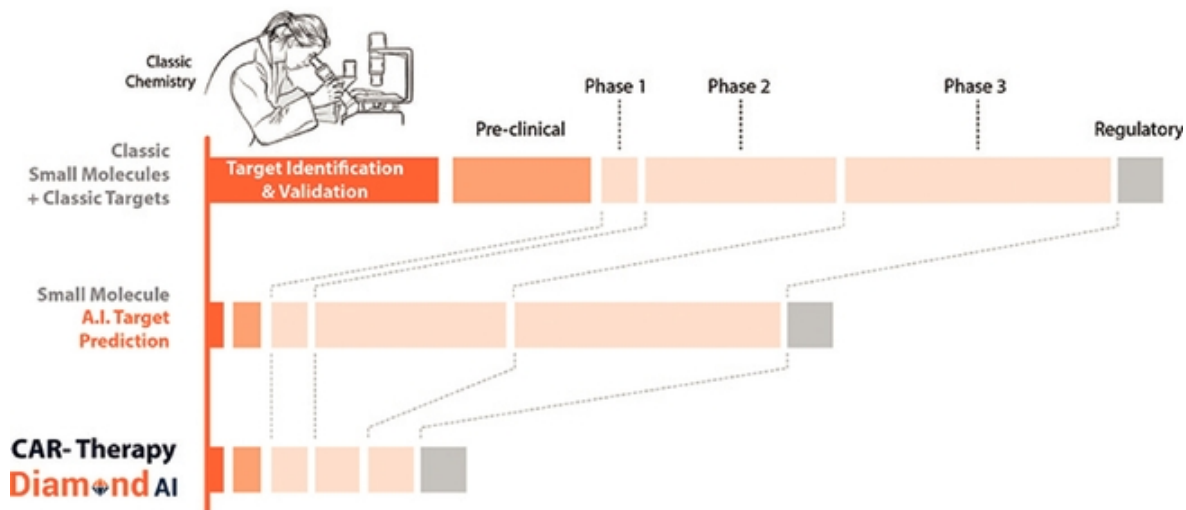 Classic
Chemistry
Phase 1
Phase 2
Phase 3
Pre-clinical
Regulatory
Classic
Small Molecules
+ Classic Targets
Target Identification
& Validation
Small Molecule
A.I. Target
Prediction
CAR- Therapy
Diamond AI